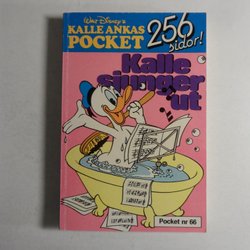 Walt Disney's
KALLE ANKAS
POCKET
256
sidor!
Kalle
sjunger
ut
Pocket nr 66